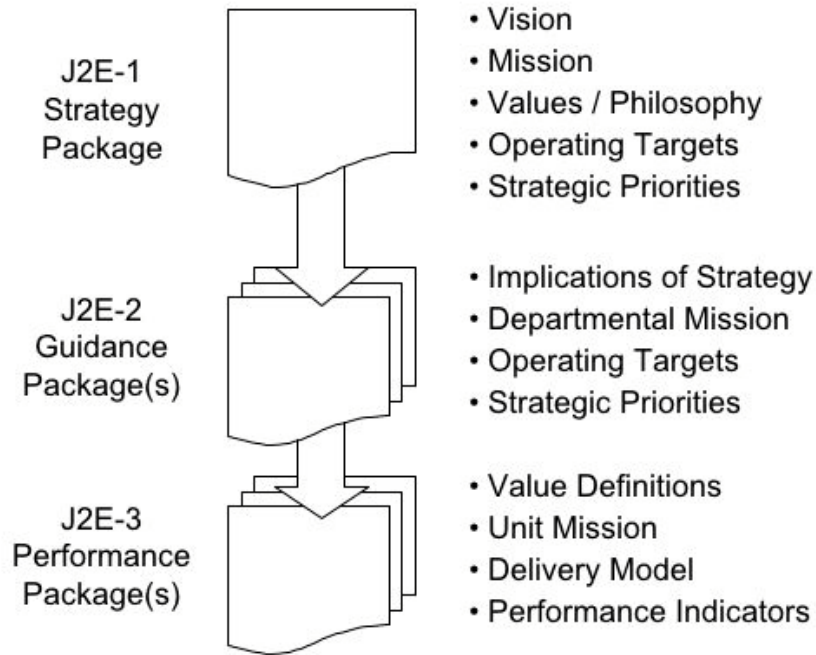 J2E-1
Strategy
Package
• Vision
• Mission
• Values / Philosophy
• Operating Targets
• Strategic Priorities
J2E-2
Guidance
Package(s)
• Implications of Strategy
• Departmental Mission
• Operating Targets
• Strategic Priorities
J2E-3
Performance
Package(s)
• Value Definitions
• Unit Mission
• Delivery Model
• Performance Indicators